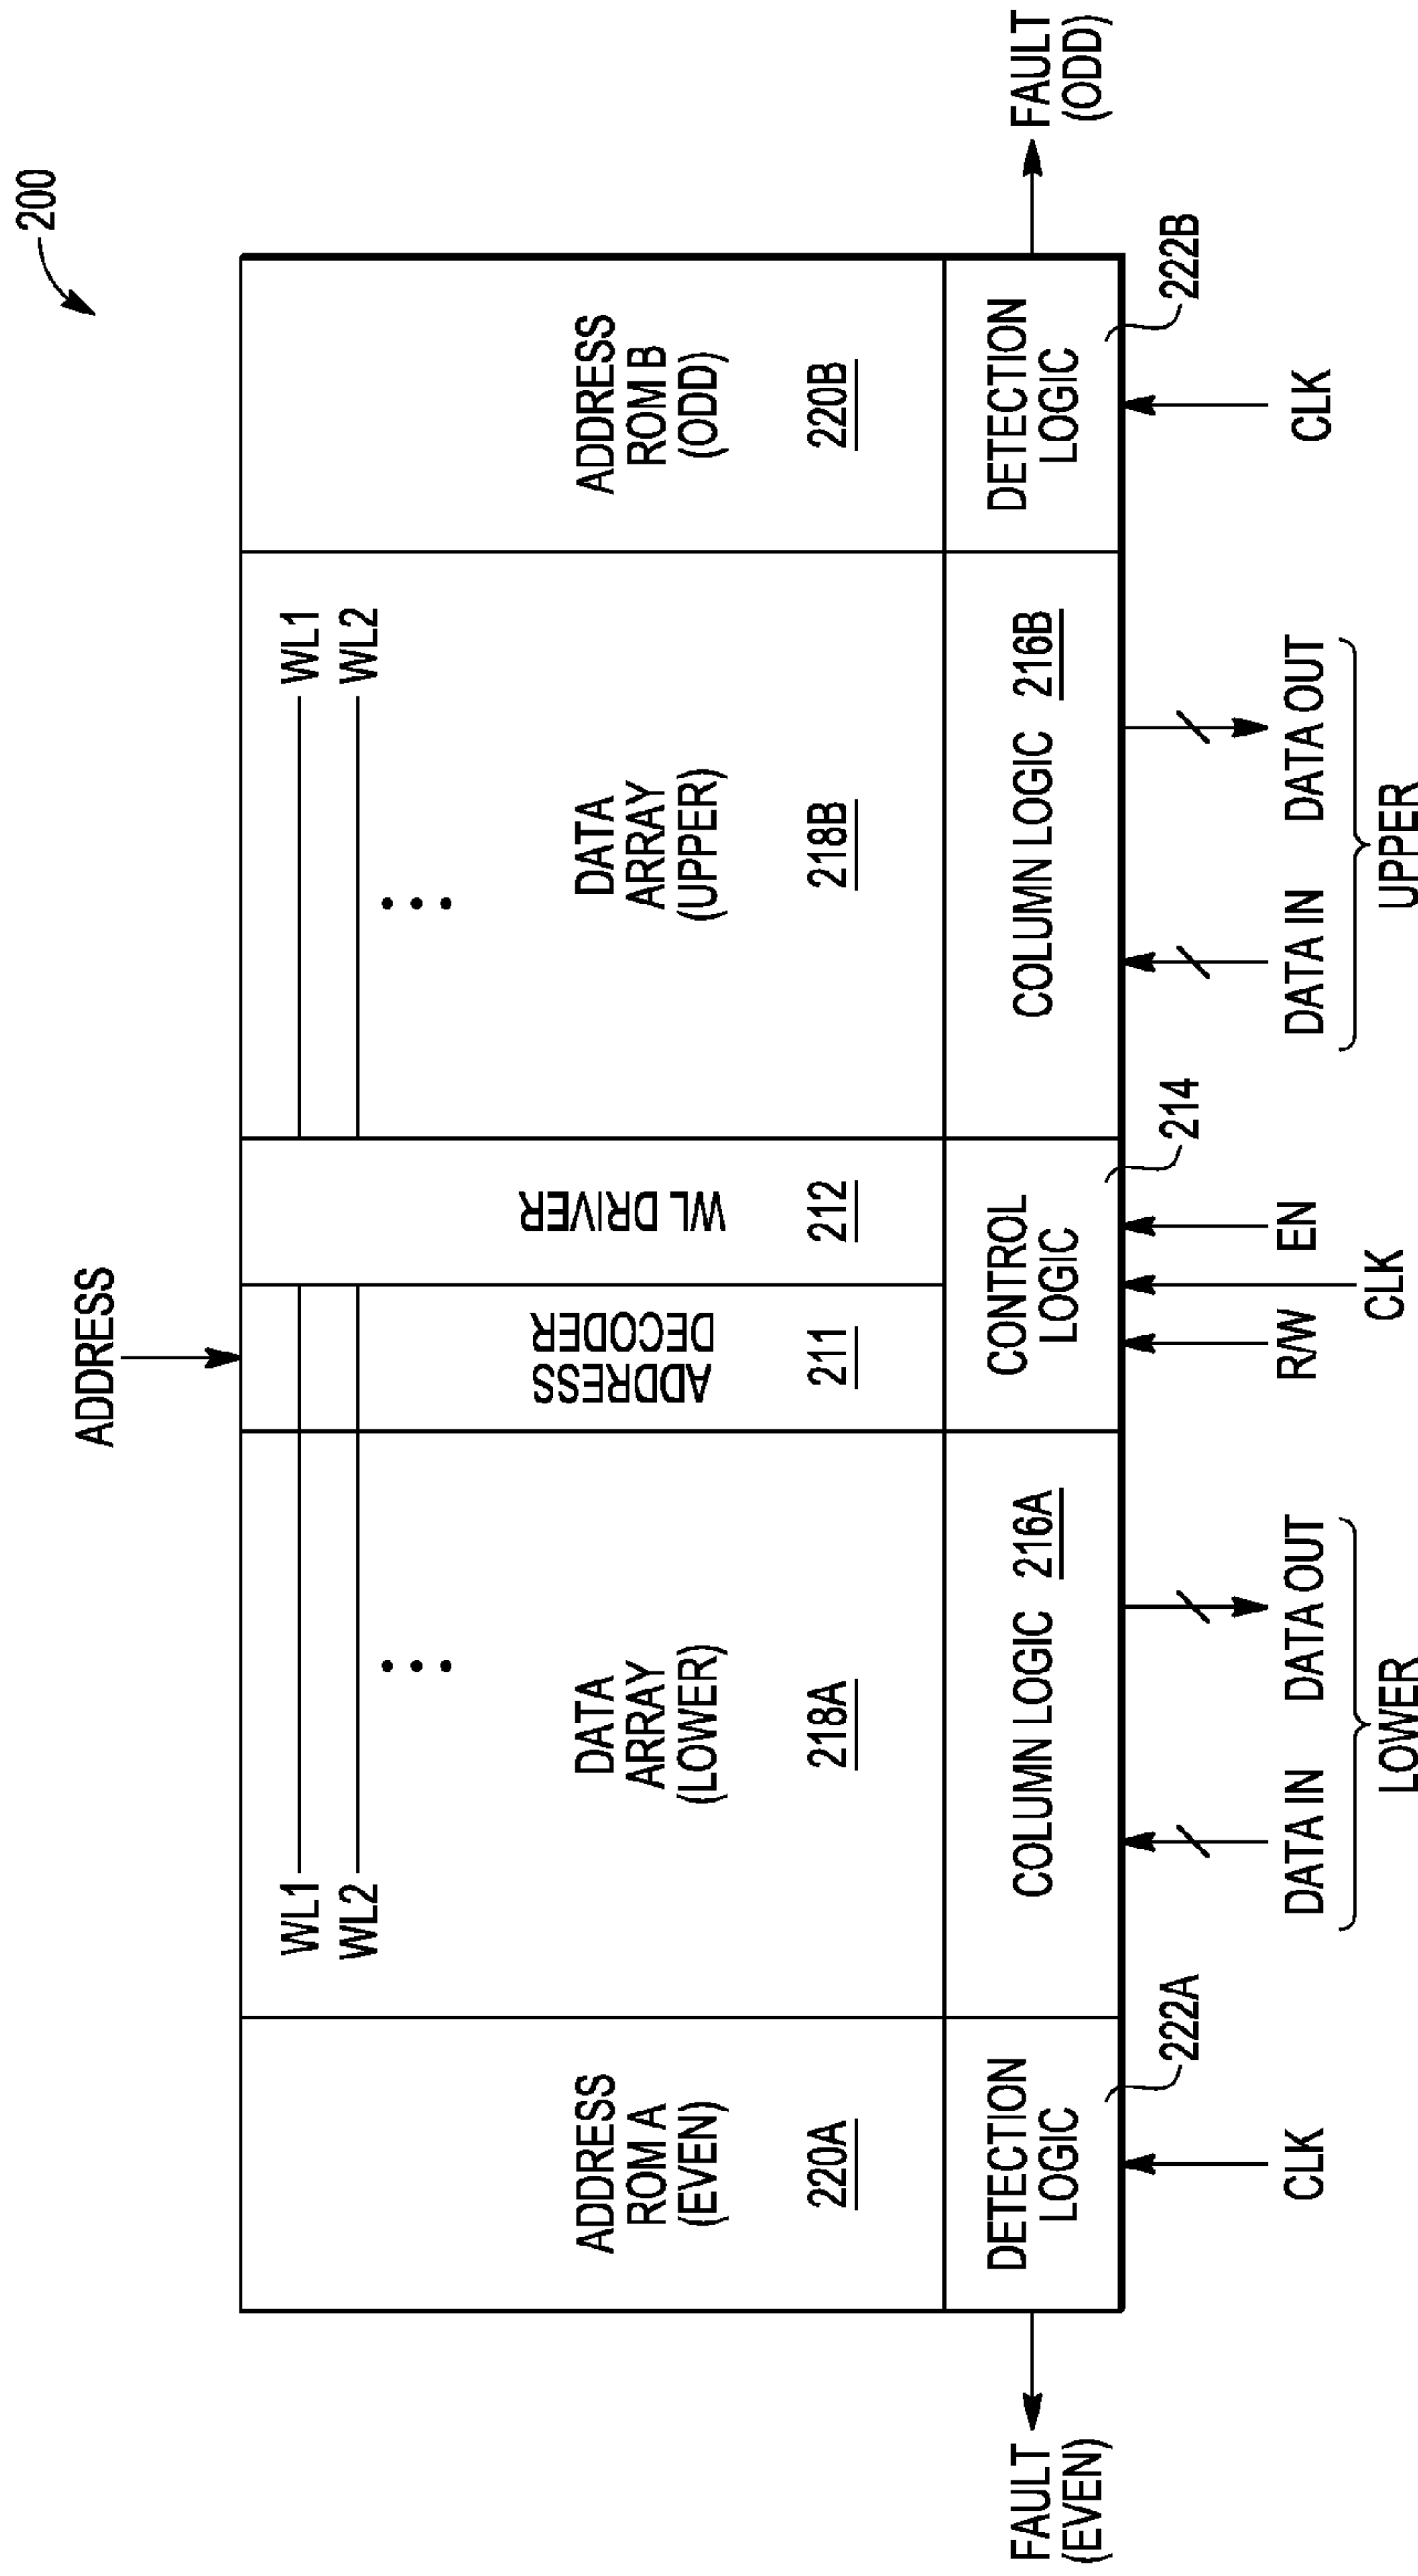 200
ADDRESS
WL1
WL2
WL1
WL2
ADDRESS
ROM A
(EVEN)
220A
DATA
ARRAY
(LOWER)
218A
ADDRESS
DECODER
211
WL DRIVER
212
DATA
ARRAY
(UPPER)
218B
ADDRESS
ROM B
(ODD)
220B
DETECTION
LOGIC
COLUMN LOGIC 216A
CONTROL
LOGIC
COLUMN LOGIC 216B
DETECTION
LOGIC
FAULT
(EVEN)
FAULT
(ODD)
222A
214
222B
CLK
DATA IN
DATA OUT
LOWER
R/W
CLK
EN
DATA IN
DATA OUT
UPPER
CLK